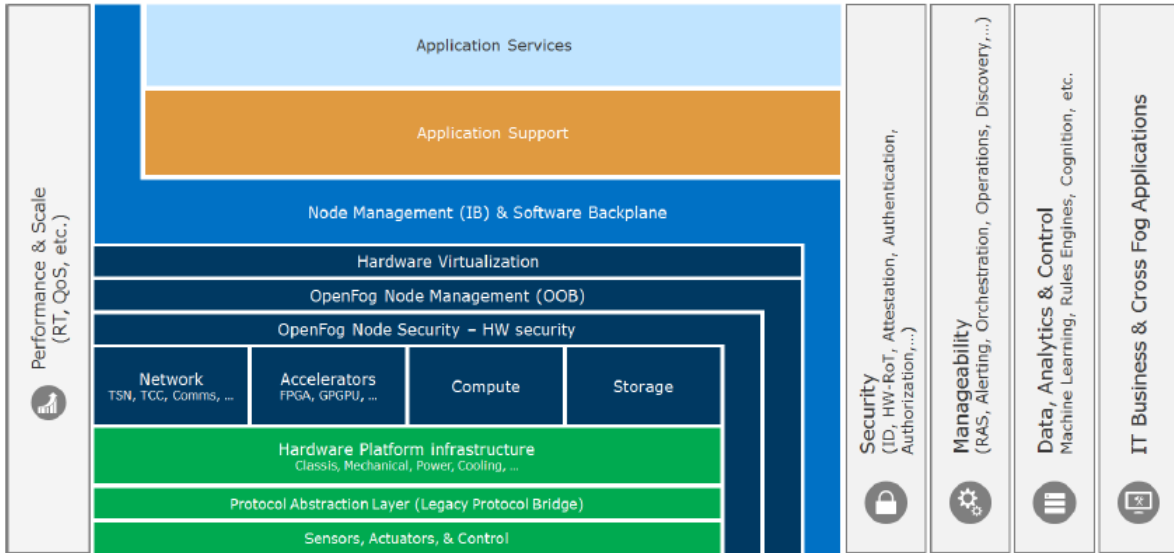 Performance & Scale
(RT, QoS, etc.)
Application Services
Application Support
Node Management (IB) & Software Backplane
Hardware Virtualization
OpenFog Node Management (OOB)
OpenFog Node Security – HW security
Network
TSN, TCC, Comms, ...
Accelerators
FPGA, GPGPU, ...
Compute
Storage
Hardware Platform infrastructure
Classis, Mechanical, Power, Cooling, ...
Protocol Abstraction Layer (Legacy Protocol Bridge)
Sensors, Actuators, & Control
Security
(ID, HW-RoT, Attestation, Authentication,
Authorization,...)
Manageability
(RAS, Alerting, Orchestration, Operations, Discovery,...)
Data, Analytics & Control
Machine Learning, Rules Engines, Cognition, etc.
IT Business & Cross Fog Applications